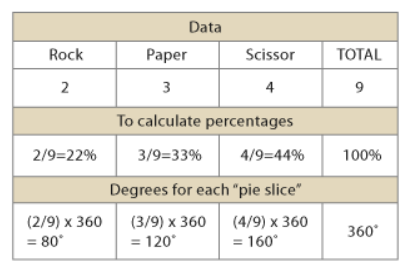 Data
Rock Paper Scissor TOTAL
2 3 4 9
To calculate percentages
2/9=22% 3/9=33% 4/9=44% 100%
Degrees for each “pie slice”
(2/9) x 360 (3/9) x 360 (4/9) x 360 360˚
= 80˚ = 120˚ = 160˚